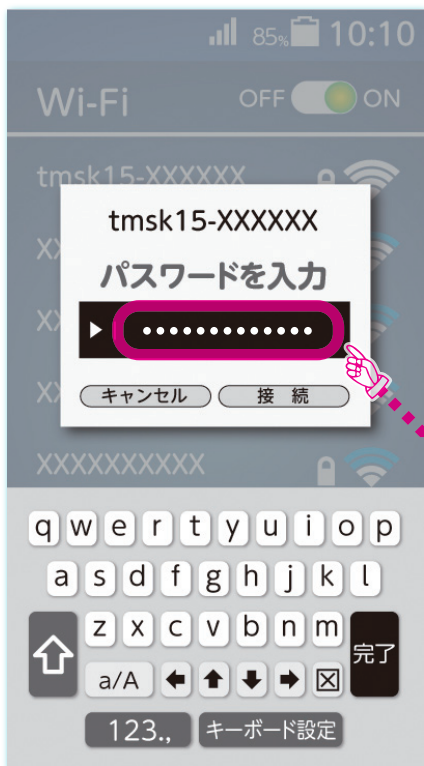 85% 10:10
Wi-Fi OFF ON
tmsk15-XXXXXX
tmsk15-XXXXXX
パスワードを入力
•••••••••••••
キャンセル 接 続
XXXXXXXXXX
q w e r t y u i o p
a s d f g h j k l
z x c v b n m
完了
a/A
123., キーボード設定